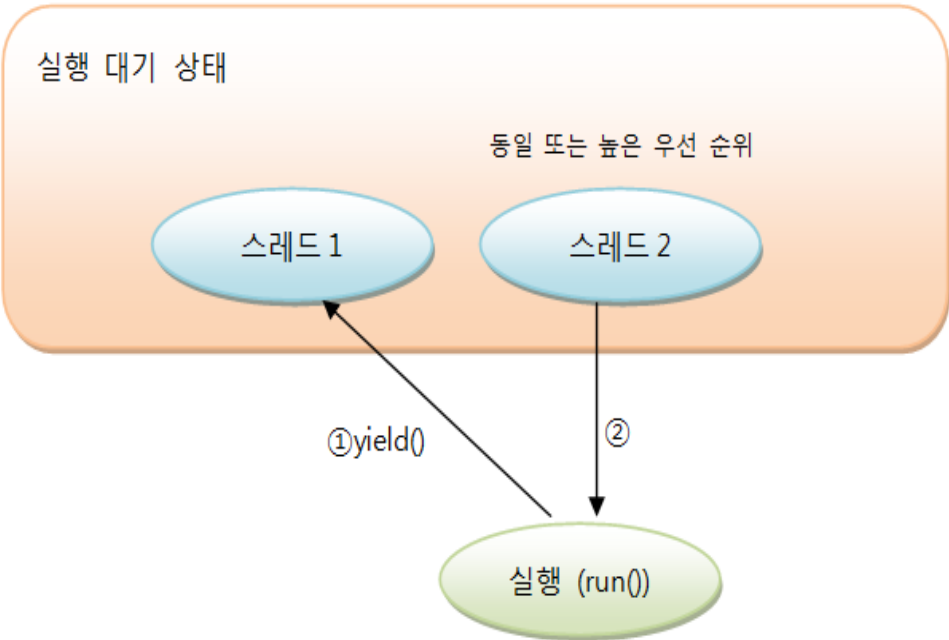 실행 대기 상태
동일 또는 높은 우선 순위
스레드 1
스레드 2
①yield()
②
실행 (run())